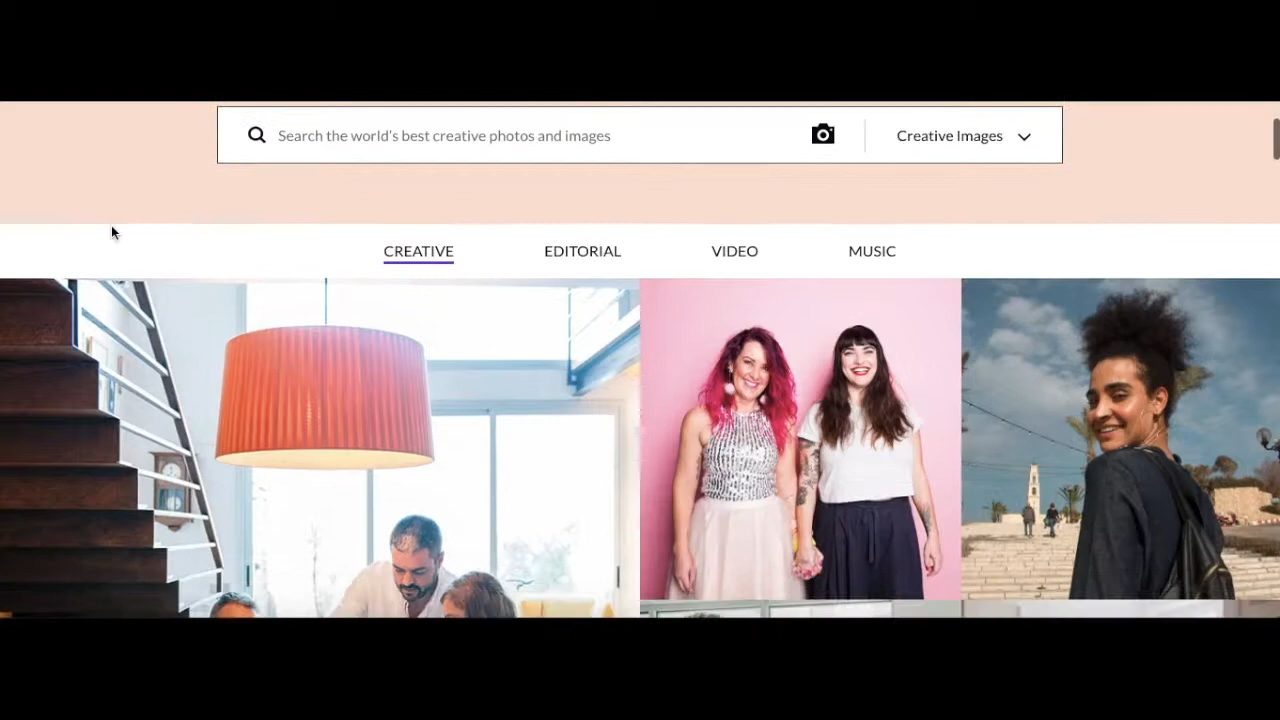 Search the world's best creative photos and images
Creative Images
CREATIVE
EDITORIAL
VIDEO
MUSIC